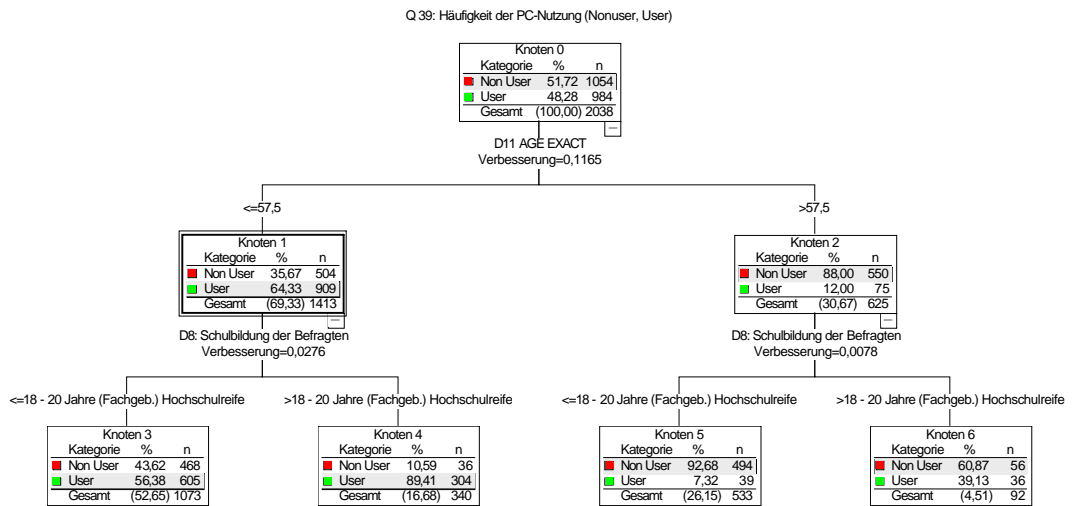 Q 39: Häufigkeit der PC-Nutzung (Nonuser, User)
Knoten 0
Kategorie % n
Non User 51,72 1054
User 48,28 984
Gesamt (100,00) 2038
D11 AGE EXACT
Verbesserung=0,1165
<=57,5
>57,5
Knoten 1
Kategorie % n
Non User 35,67 504
User 64,33 909
Gesamt (69,33) 1413
D8: Schulbildung der Befragten
Verbesserung=0,0276
Knoten 2
Kategorie % n
Non User 88,00 550
User 12,00 75
Gesamt (30,67) 625
D8: Schulbildung der Befragten
Verbesserung=0,0078
<=18 - 20 Jahre (Fachgeb.) Hochschulreife
>18 - 20 Jahre (Fachgeb.) Hochschulreife
<=18 - 20 Jahre (Fachgeb.) Hochschulreife
>18 - 20 Jahre (Fachgeb.) Hochschulreife
Knoten 3
Kategorie % n
Non User 43,62 468
User 56,38 605
Gesamt (52,65) 1073
Knoten 4
Kategorie % n
Non User 10,59 36
User 89,41 304
Gesamt (16,68) 340
Knoten 5
Kategorie % n
Non User 92,68 494
User 7,32 39
Gesamt (26,15) 533
Knoten 6
Kategorie % n
Non User 60,87 56
User 39,13 36
Gesamt (4,51) 92